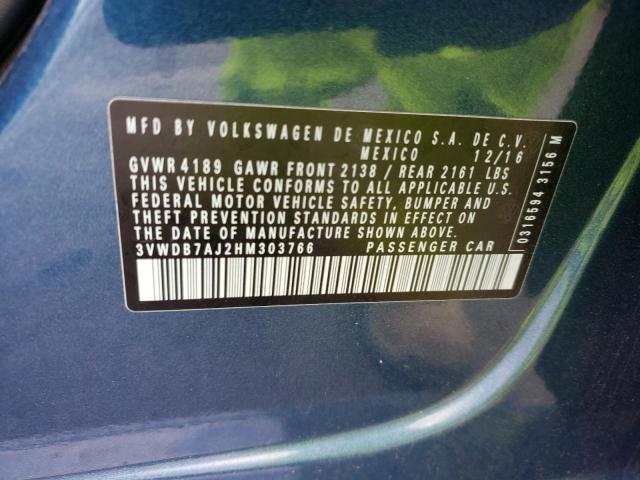 MFD BY VOLKSWAGEN DE MEXICO S.A. DE C.V.
MEXICO 12/16
GVWR 4189 GAWR FRONT 2138 / REAR 2161 LBS
THIS VEHICLE CONFORMS TO ALL APPLICABLE U.S.
FEDERAL MOTOR VEHICLE SAFETY, BUMPER AND
THEFT PREVENTION STANDARDS IN EFFECT ON
THE DATE OF MANUFACTURE SHOWN ABOVE.
3VWDB7AJ2HM303766 PASSENGER CAR
0316594 3156 M